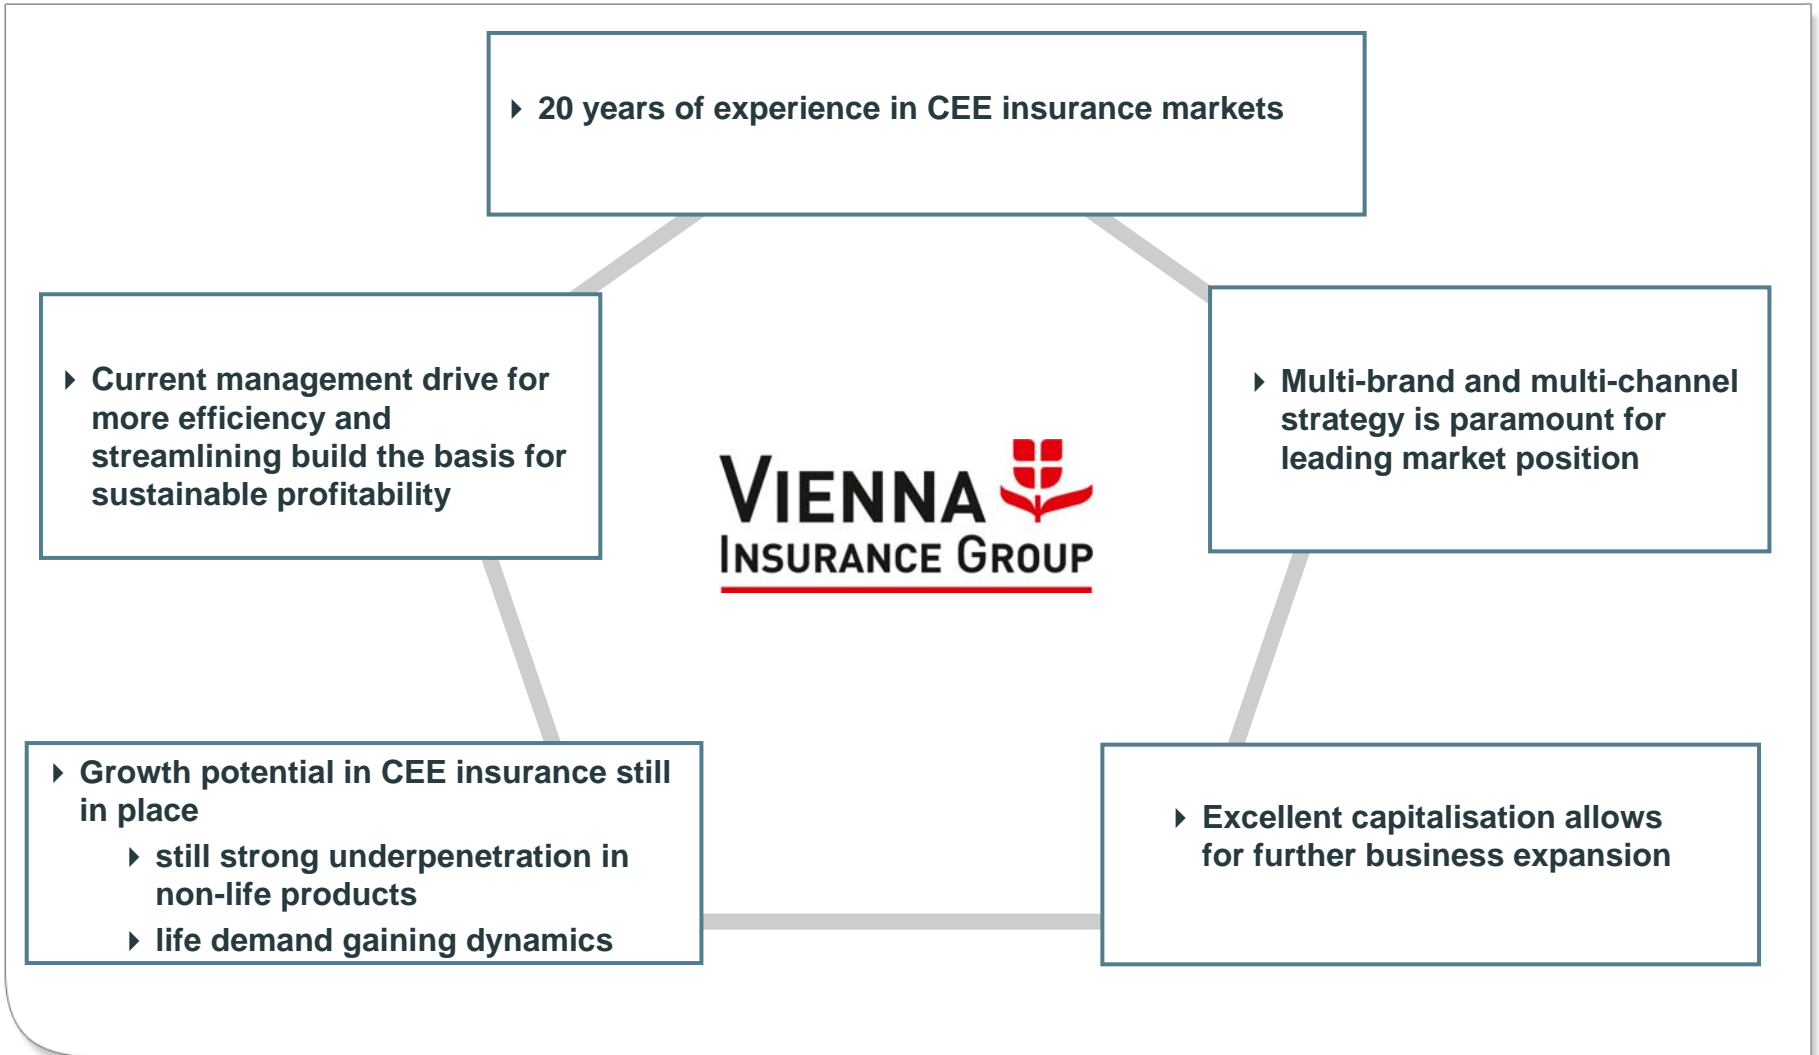 20 years of experience in CEE insurance markets
Current management drive for
more efficiency and
streamlining build the basis for
sustainable profitability
Multi-brand and multi-channel
strategy is paramount for
leading market position
VIENNA
INSURANCE GROUP
Growth potential in CEE insurance still
in place
still strong underpenetration in
non-life products
life demand gaining dynamics
Excellent capitalisation allows
for further business expansion